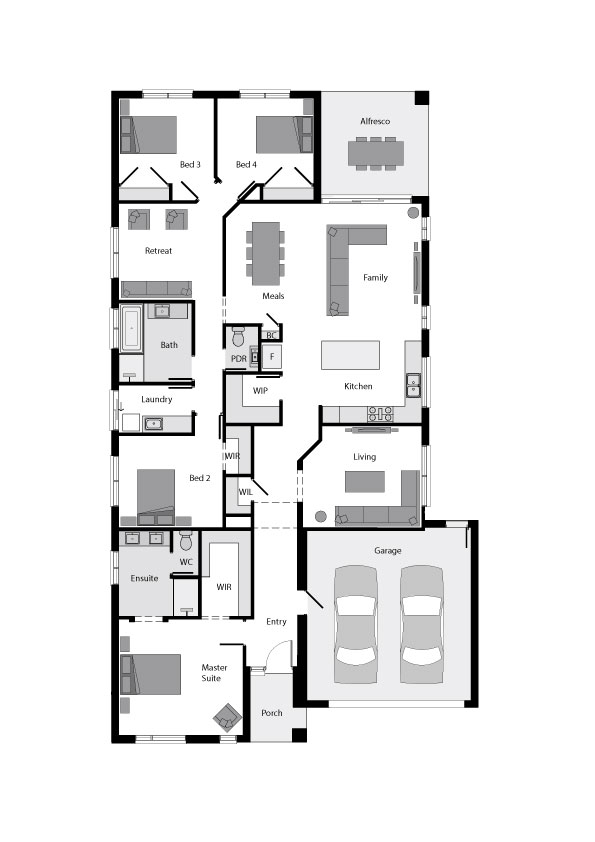 Alfresco
Bed 3
Bed 4
Retreat
Family
Meals
BC
Bath
PDR
F
Kitchen
WIP
Laundry
WIR
Living
Bed 2
WIL
Garage
WC
Ensuite
WIR
Entry
Master
Suite
Porch